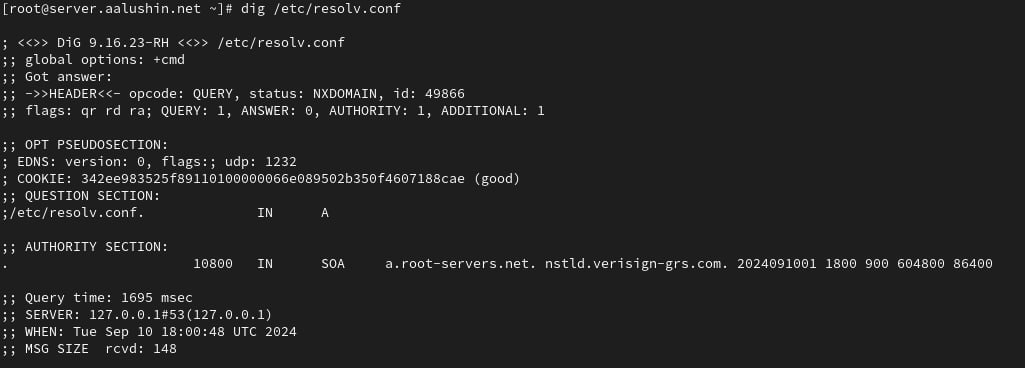 [root@server.aalushin.net ~]# dig /etc/resolv.conf
; <<>> DiG 9.16.23-RH <<>> /etc/resolv.conf
;; global options: +cmd
;; Got answer:
;; ->>HEADER<<- opcode: QUERY, status: NXDOMAIN, id: 49866
;; flags: qr rd ra; QUERY: 1, ANSWER: 0, AUTHORITY: 1, ADDITIONAL: 1
;; OPT PSEUDOSECTION:
; EDNS: version: 0, flags:; udp: 1232
; COOKIE: 342ee983525f89110100000066e089502b350f4607188cae (good)
;; QUESTION SECTION:
;/etc/resolv.conf. IN A
;; AUTHORITY SECTION:
. 10800 IN SOA a.root-servers.net. nstld.verisign-grs.com. 2024091001 1800 900 604800 86400
;; Query time: 1695 msec
;; SERVER: 127.0.0.1#53(127.0.0.1)
;; WHEN: Tue Sep 10 18:00:48 UTC 2024
;; MSG SIZE  rcvd: 148